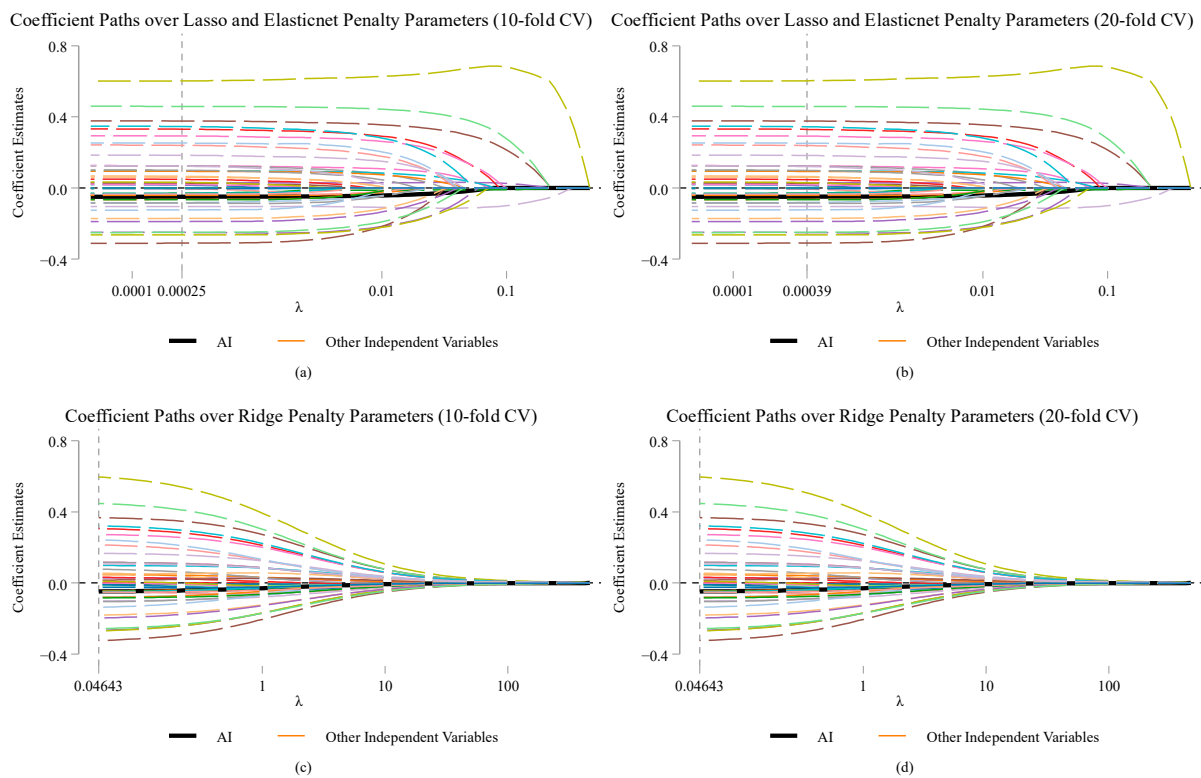 Coefficient Paths over Lasso and Elasticnet Penalty Parameters (10-fold CV)
0.8
0.4
0.0
−0.4
Coefficient Estimates
0.0001
0.00025
0.01
0.1
λ
AI
Other Independent Variables
(a)
Coefficient Paths over Lasso and Elasticnet Penalty Parameters (20-fold CV)
0.8
0.4
0.0
−0.4
Coefficient Estimates
0.0001
0.00039
0.01
0.1
λ
AI
Other Independent Variables
(b)
Coefficient Paths over Ridge Penalty Parameters (10-fold CV)
0.8
0.4
0.0
−0.4
Coefficient Estimates
0.04643
1
10
100
λ
AI
Other Independent Variables
(c)
Coefficient Paths over Ridge Penalty Parameters (20-fold CV)
0.8
0.4
0.0
−0.4
Coefficient Estimates
0.04643
1
10
100
λ
AI
Other Independent Variables
(d)